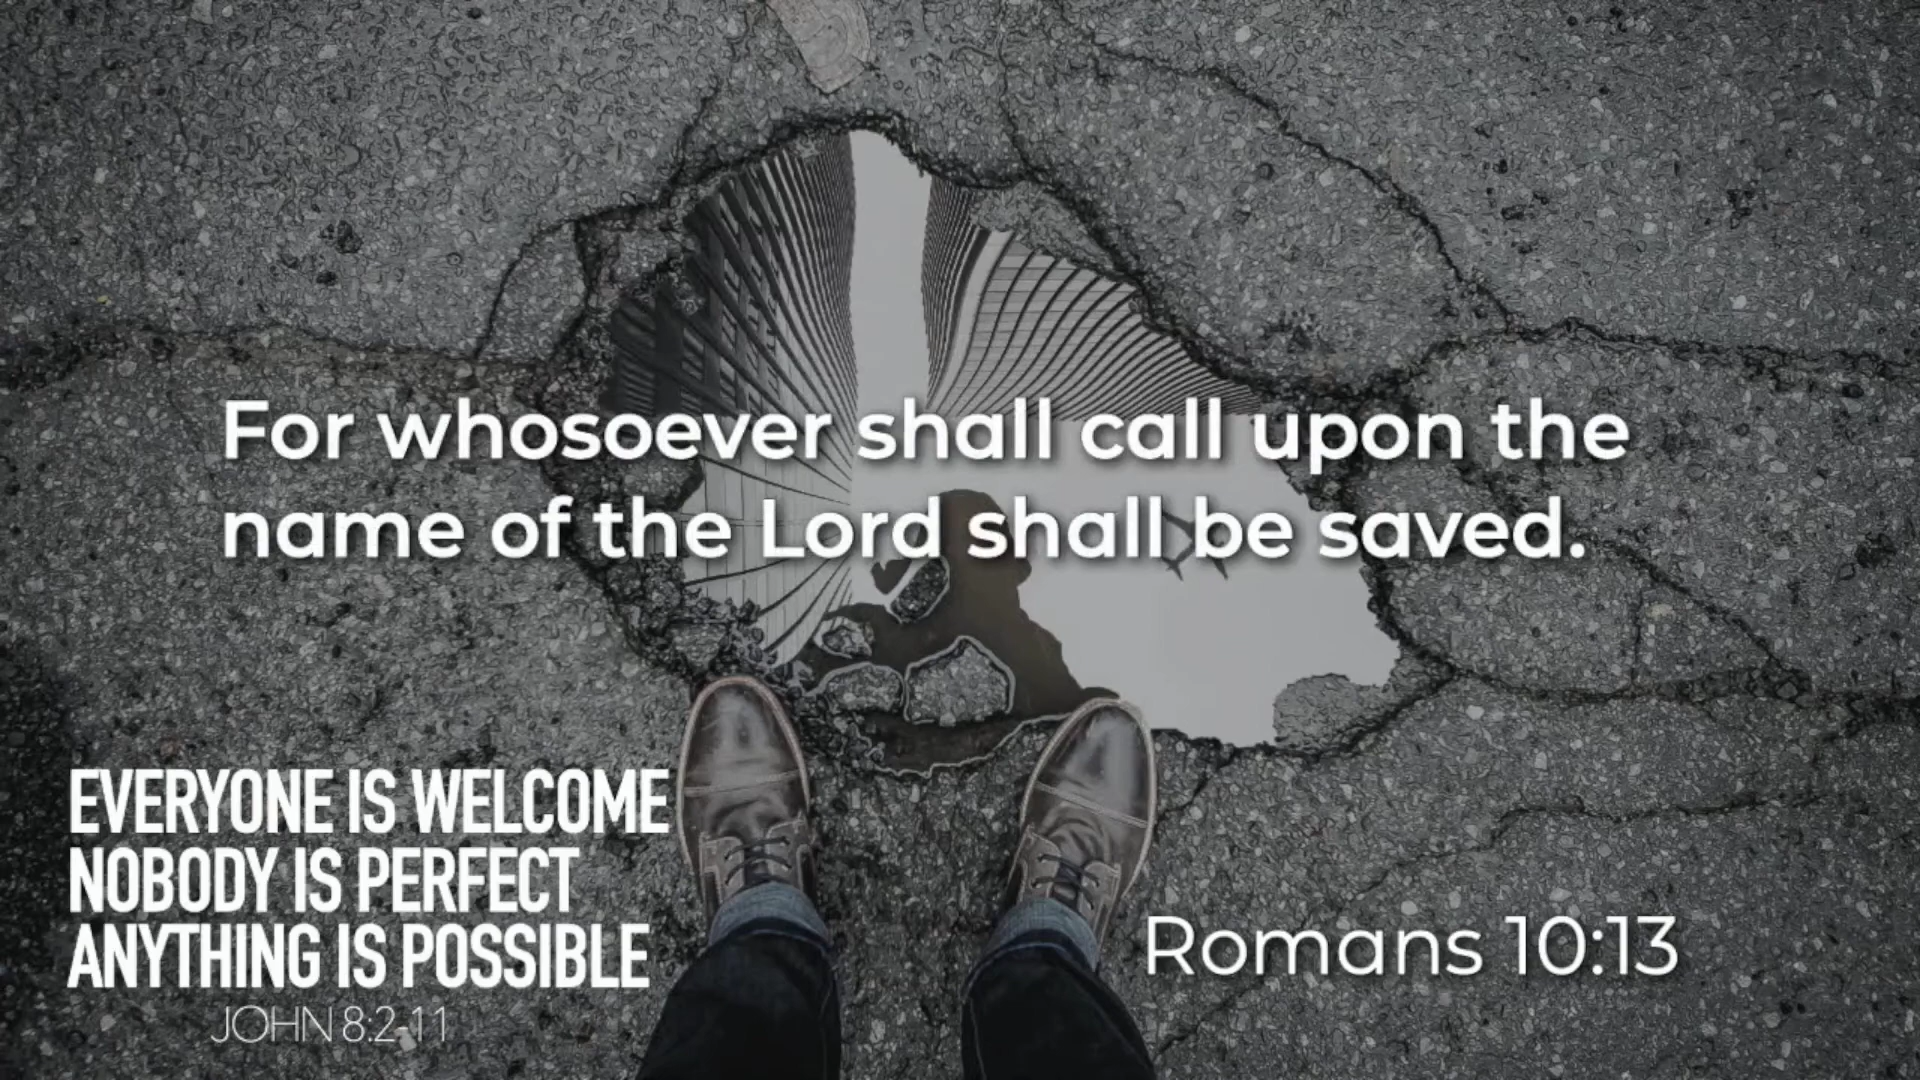 For whosoever shall call upon the
name of the Lord shall be saved.
EVERYONE IS WELCOME
NOBODY IS PERFECT
ANYTHING IS POSSIBLE
JOHN 8:2-11
Romans 10:13